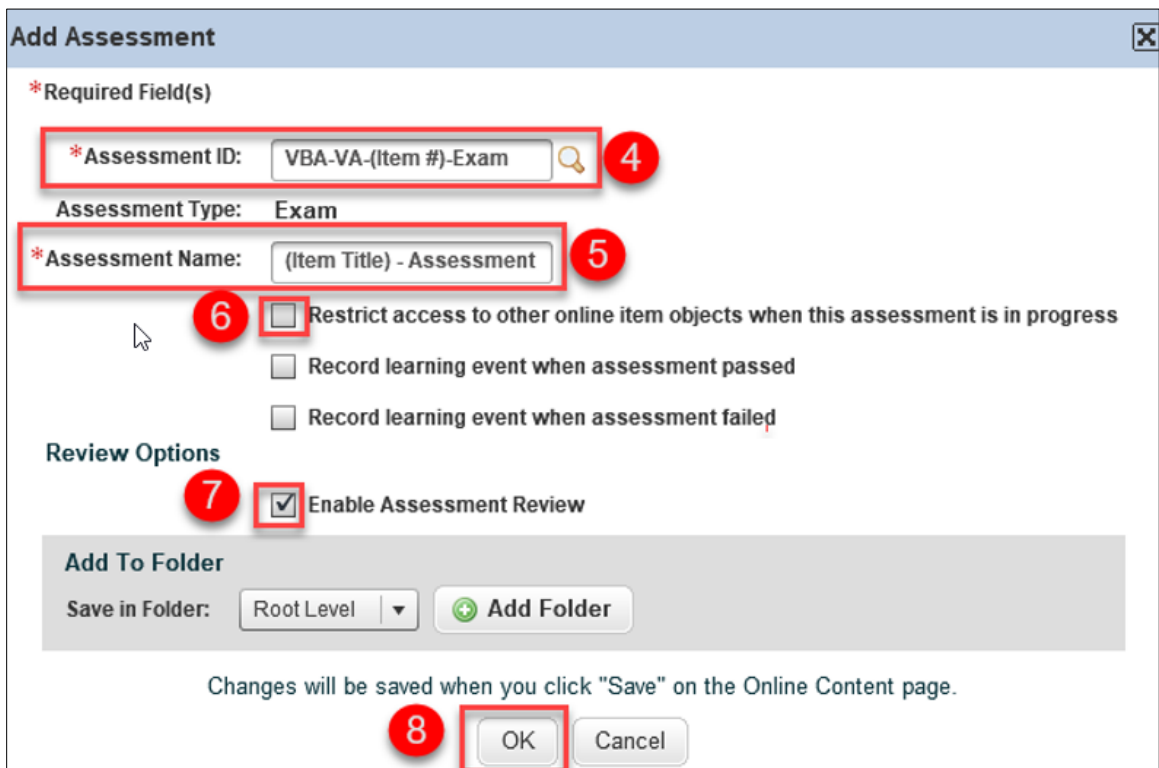 Add Assessment
*Required Field(s)
*Assessment ID: VBA-VA-(Item #)-Exam 4
Assessment Type: Exam
*Assessment Name: (Item Title) - Assessment 5
6 Restrict access to other online item objects when this assessment is in progress
Record learning event when assessment passed
Record learning event when assessment failed
Review Options
7 Enable Assessment Review
Add To Folder
Save in Folder: Root Level Add Folder
Changes will be saved when you click "Save" on the Online Content page.
8 OK Cancel